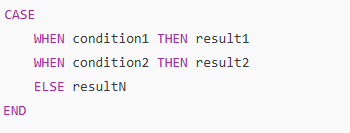 CASE
    WHEN condition1 THEN result1
    WHEN condition2 THEN result2
    ELSE resultN
END